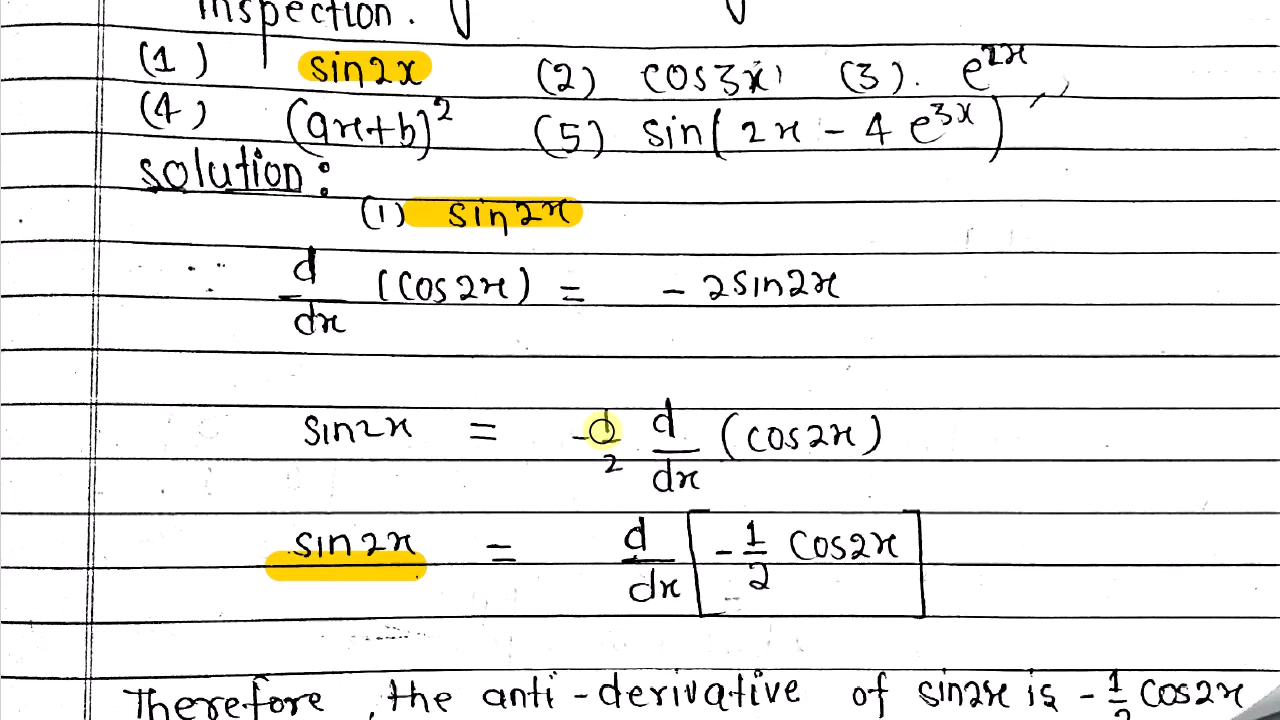 Inspection.
(1) sin2x (2) cos3x, (3). e^2x
(4) (ax+b)^2 (5) sin(2x - 4 e^3x)
solution:
(1) sin2x
∵ d/dx (cos2x) = - 2sin2x
sin2x = -1/2 d/dx (cos2x)
sin2x = d/dx [-1/2 cos2x]
Therefore, the anti-derivative of sin2x is -1/2 cos2x